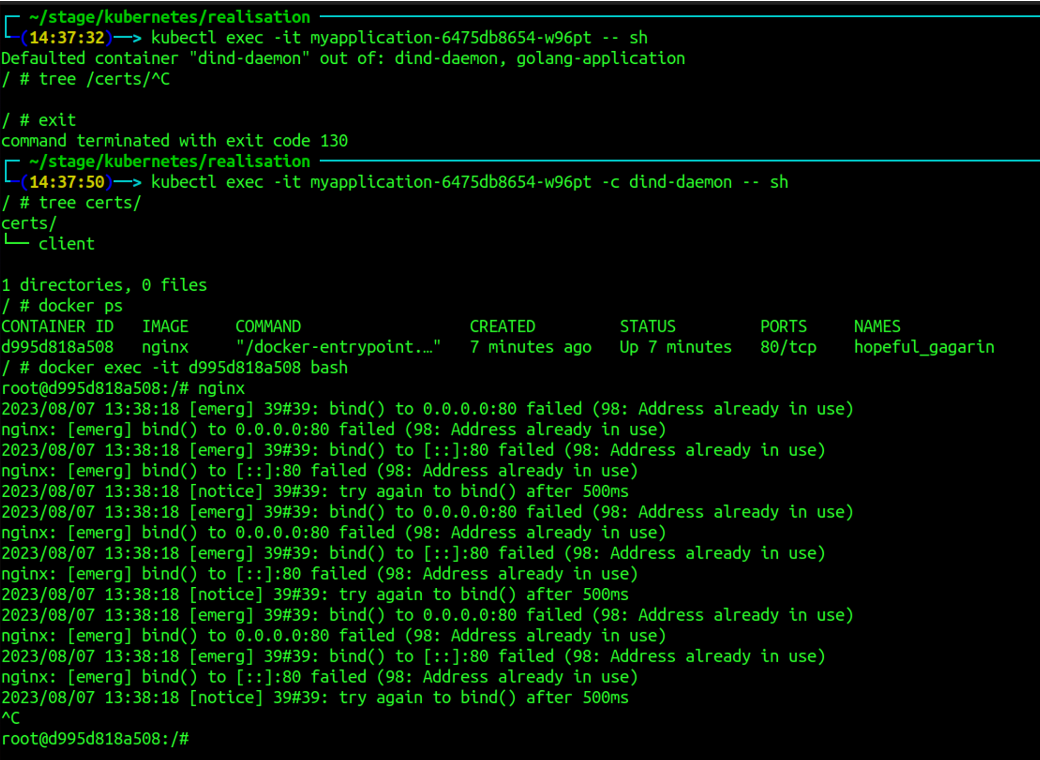 ~/stage/kubernetes/realisation
(14:37:32)──> kubectl exec -it myapplication-6475db8654-w96pt -- sh
Defaulted container "dind-daemon" out of: dind-daemon, golang-application
/ # tree /certs/^C
/ # exit
command terminated with exit code 130
~/stage/kubernetes/realisation
(14:37:50)──> kubectl exec -it myapplication-6475db8654-w96pt -c dind-daemon -- sh
/ # tree certs/
certs/
└── client
1 directories, 0 files
/ # docker ps
CONTAINER ID   IMAGE     COMMAND                  CREATED         STATUS         PORTS     NAMES
d995d818a508   nginx     "/docker-entrypoint.…"   7 minutes ago   Up 7 minutes   80/tcp    hopeful_gagarin
/ # docker exec -it d995d818a508 bash
root@d995d818a508:/# nginx
2023/08/07 13:38:18 [emerg] 39#39: bind() to 0.0.0.0:80 failed (98: Address already in use)
nginx: [emerg] bind() to 0.0.0.0:80 failed (98: Address already in use)
2023/08/07 13:38:18 [emerg] 39#39: bind() to [::]:80 failed (98: Address already in use)
nginx: [emerg] bind() to [::]:80 failed (98: Address already in use)
2023/08/07 13:38:18 [notice] 39#39: try again to bind() after 500ms
2023/08/07 13:38:18 [emerg] 39#39: bind() to 0.0.0.0:80 failed (98: Address already in use)
nginx: [emerg] bind() to 0.0.0.0:80 failed (98: Address already in use)
2023/08/07 13:38:18 [emerg] 39#39: bind() to [::]:80 failed (98: Address already in use)
nginx: [emerg] bind() to [::]:80 failed (98: Address already in use)
2023/08/07 13:38:18 [notice] 39#39: try again to bind() after 500ms
2023/08/07 13:38:18 [emerg] 39#39: bind() to 0.0.0.0:80 failed (98: Address already in use)
nginx: [emerg] bind() to 0.0.0.0:80 failed (98: Address already in use)
2023/08/07 13:38:18 [emerg] 39#39: bind() to [::]:80 failed (98: Address already in use)
nginx: [emerg] bind() to [::]:80 failed (98: Address already in use)
2023/08/07 13:38:18 [notice] 39#39: try again to bind() after 500ms
^C
root@d995d818a508:/#